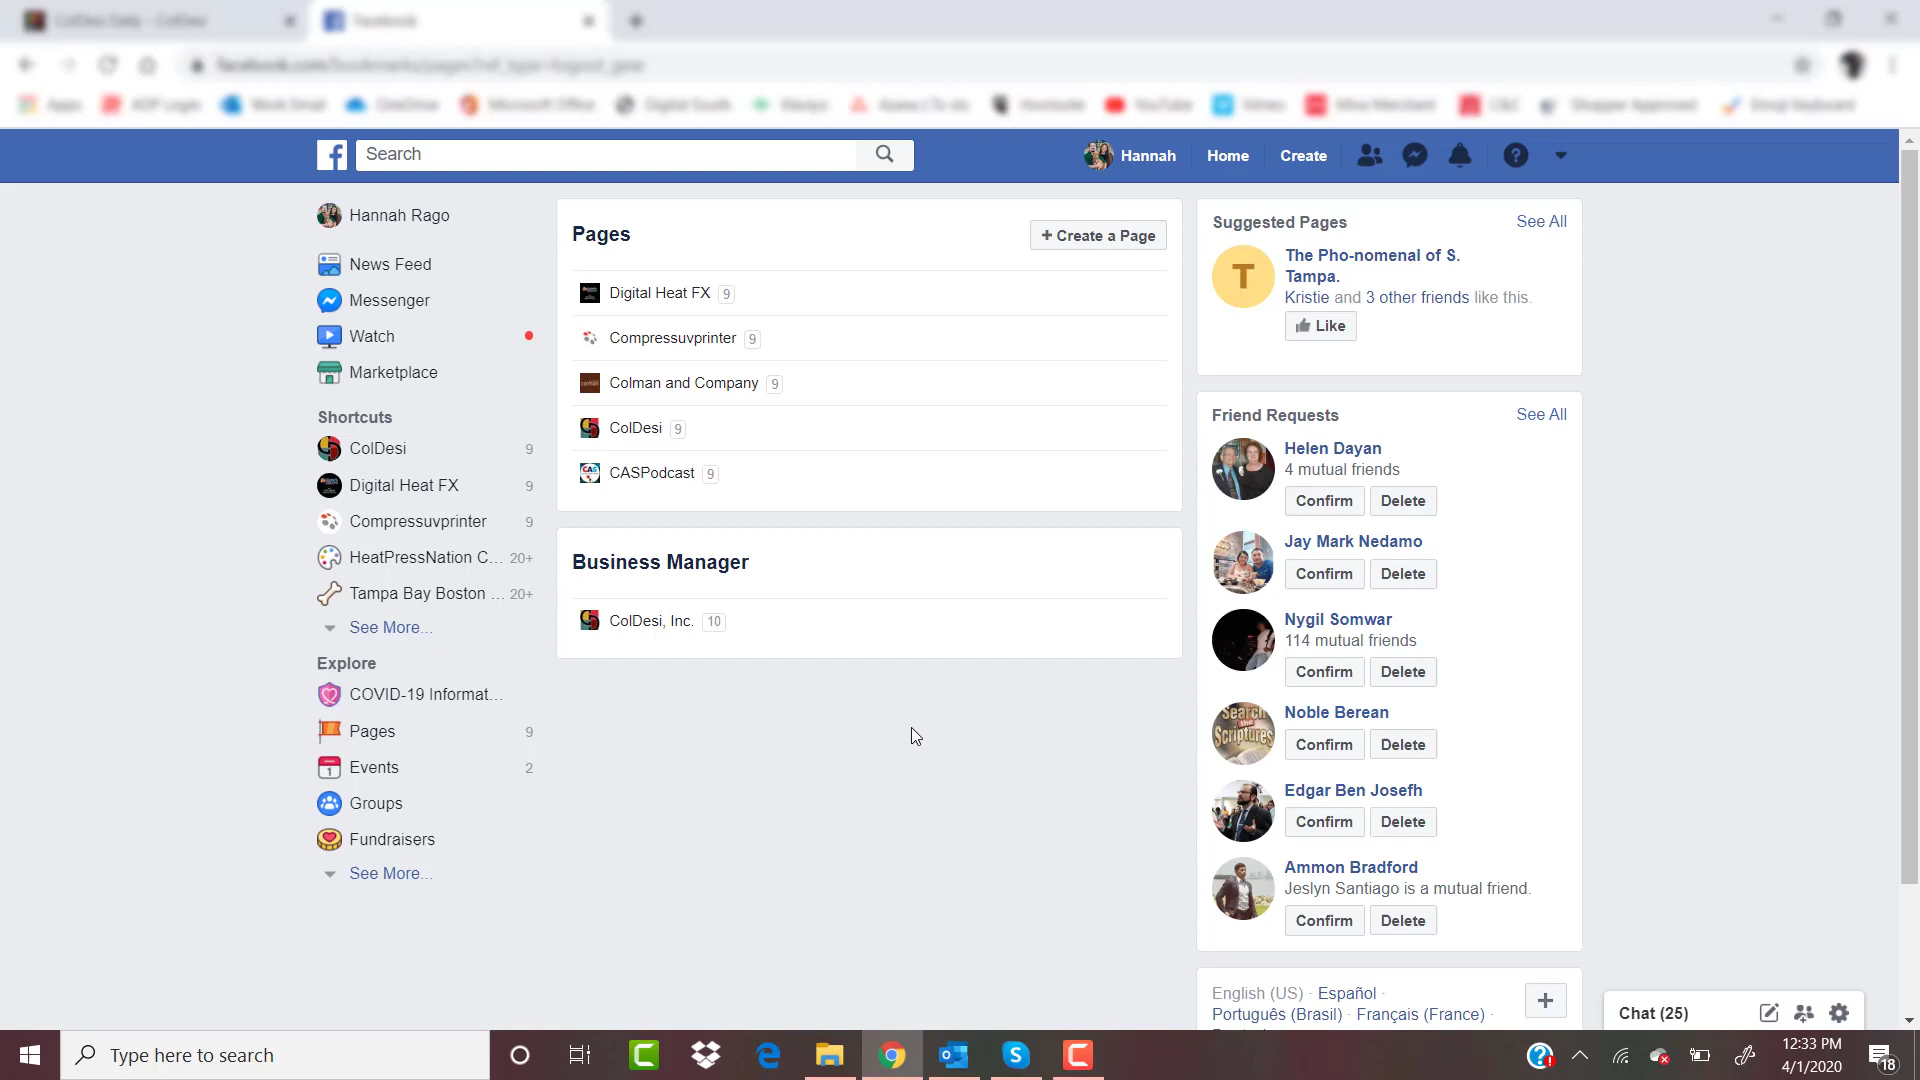 Search
Hannah
Home
Create
Hannah Rago
News Feed
Messenger
Watch
Marketplace
Shortcuts
ColDesi 9
Digital Heat FX 9
Compressuvprinter 9
HeatPressNation C... 20+
Tampa Bay Boston ... 20+
See More...
Explore
COVID-19 Informat...
Pages 9
Events 2
Groups
Fundraisers
See More...
Pages
+ Create a Page
Digital Heat FX 9
Compressuvprinter 9
Colman and Company 9
ColDesi 9
CASPodcast 9
Business Manager
ColDesi, Inc. 10
Suggested Pages See All
T
The Pho-nomenal of S.
Tampa.
Kristie and 3 other friends like this.
Like
Friend Requests See All
Helen Dayan
4 mutual friends
Confirm Delete
Jay Mark Nedamo
Confirm Delete
Nygil Somwar
114 mutual friends
Confirm Delete
Search
the
Scriptures
Noble Berean
Confirm Delete
Edgar Ben Josefh
Confirm Delete
Ammon Bradford
Jeslyn Santiago is a mutual friend.
Confirm Delete
English (US) · Español ·
Português (Brasil) · Français (France) ·
Chat (25)
Type here to search
12:33 PM
4/1/2020
18